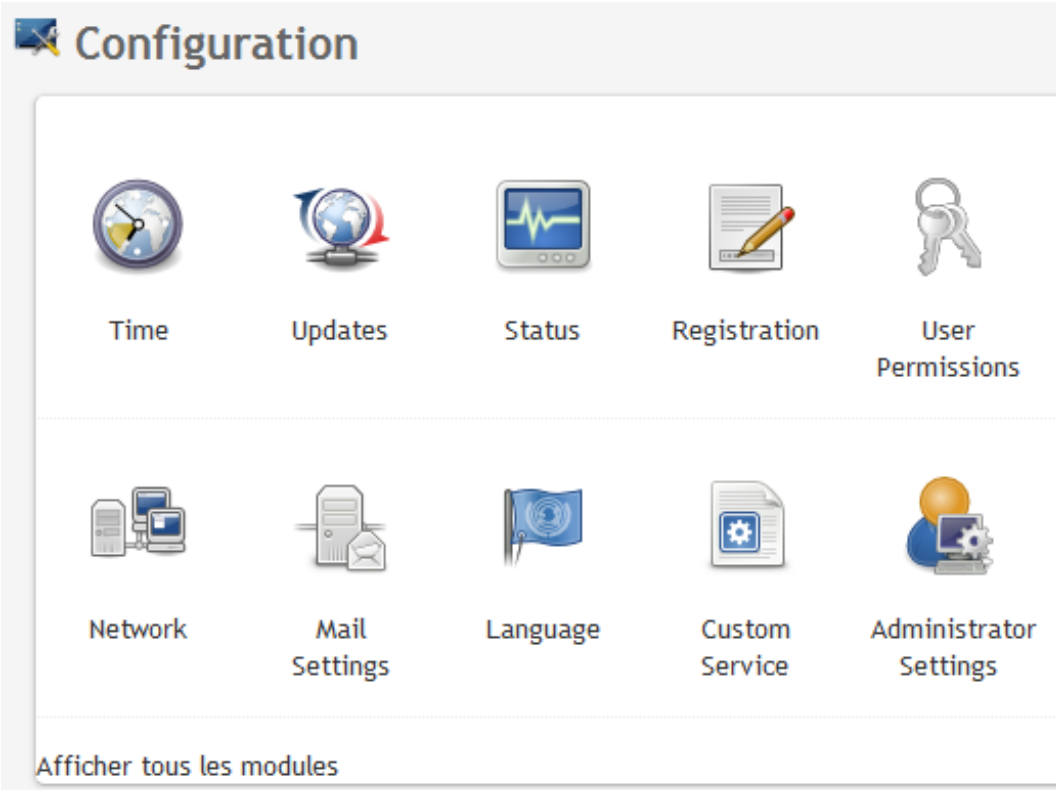 Configuration
Time Updates Status Registration User
Permissions
Network Mail Language Custom Administrator
Settings Service Settings
Afficher tous les modules